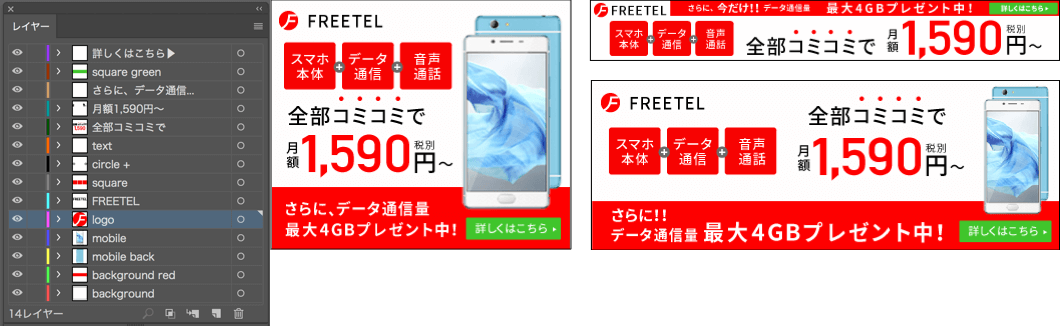 レイヤー
詳しくはこちら▶
square green
さらに、データ通信...
月額1,590円〜
全部コミコミで
text
circle +
square
FREETEL
logo
mobile
mobile back
background red
background
14レイヤー
FREETEL
スマホ本体+データ通信+音声通話
全部コミコミで
月額1,590円〜 税別
さらに、データ通信量
最大4GBプレゼント中!
詳しくはこちら▶
FREETEL
さらに、今だけ!! データ通信量 最大4GBプレゼント中!
詳しくはこちら▶
スマホ本体+データ通信+音声通話
全部コミコミで
月額1,590円〜 税別
FREETEL
スマホ本体+データ通信+音声通話
全部コミコミで
月額1,590円〜 税別
さらに!!
データ通信量 最大4GBプレゼント中!
詳しくはこちら▶